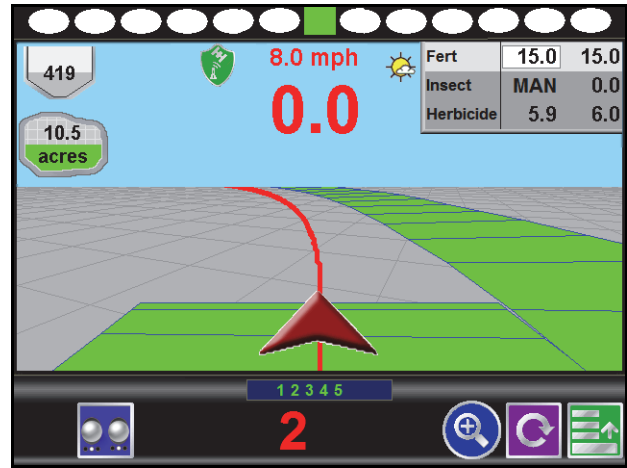 419
8.0 mph
0.0
10.5
acres
Fert 15.0 15.0
Insect MAN 0.0
Herbicide 5.9 6.0
1 2 3 4 5
2